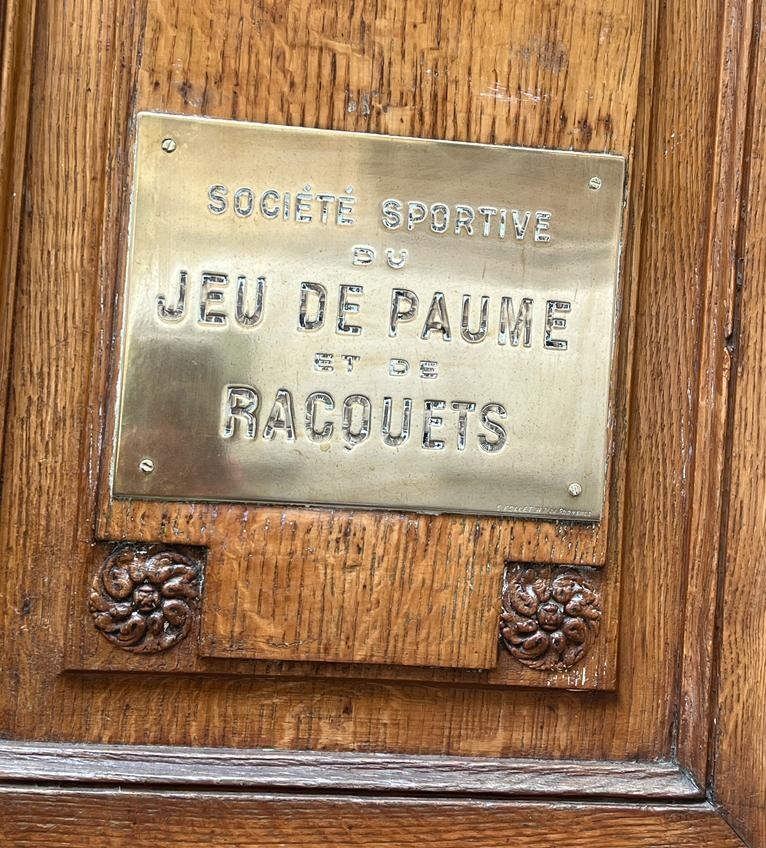 SOCIÉTÉ SPORTIVE
DU
JEU DE PAUME
ET DE
RACQUETS